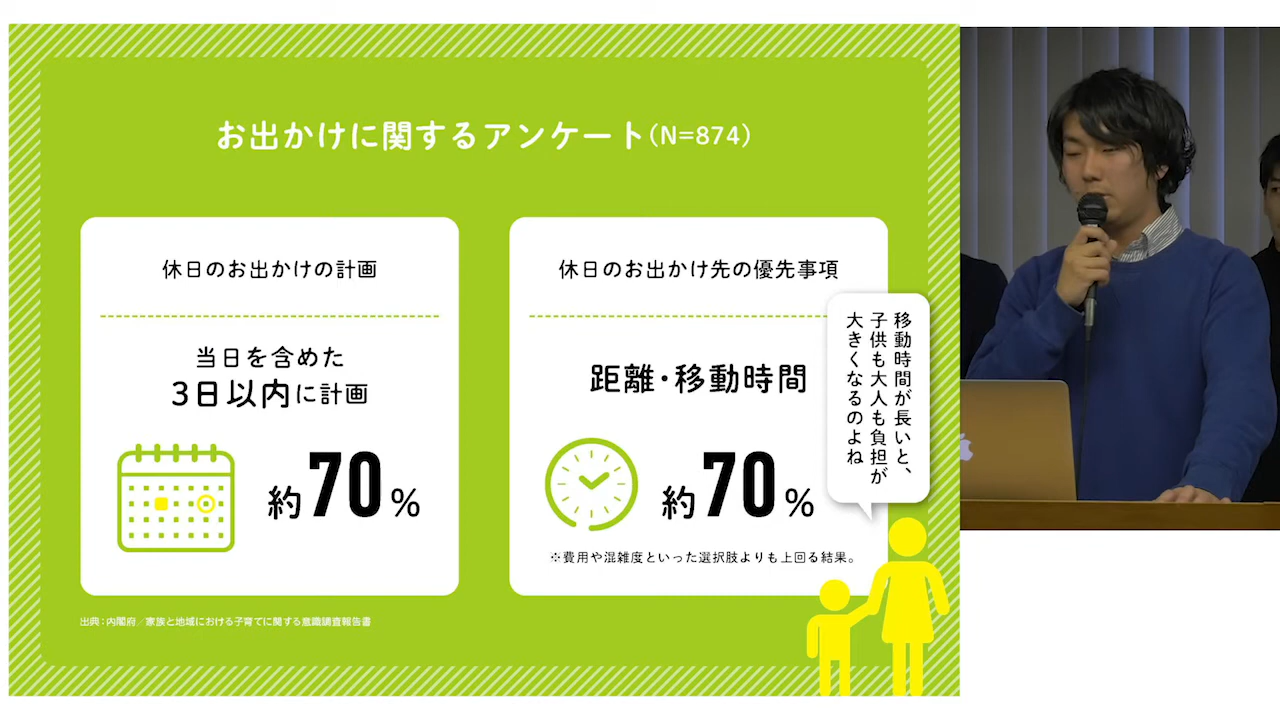 お出かけに関するアンケート(N=874)
休日のお出かけの計画
当日を含めた
3日以内に計画
約70%
休日のお出かけ先の優先事項
距離・移動時間
約70%
※費用や混雑度といった選択肢よりも上回る結果。
移動時間が長いと、
子供も大人も負担が
大きくなるのよね
出典：内閣府／家族と地域における子育てに関する意識調査報告書